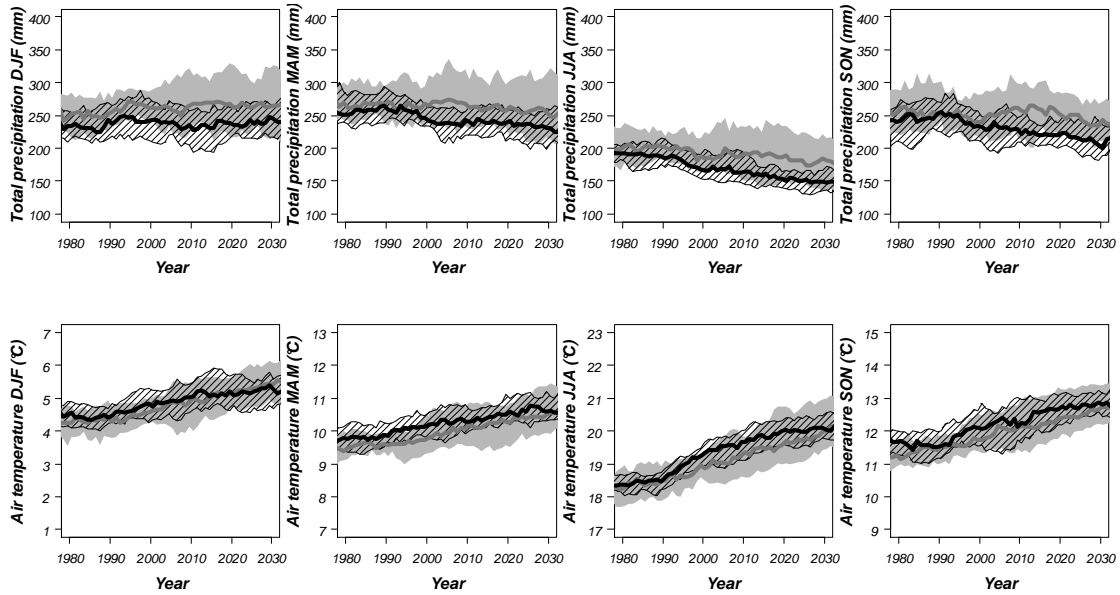 Total precipitation DJF (mm)
400
350
300
250
200
150
100
1980 1990 2000 2010 2020 2030
Year
Total precipitation MAM (mm)
400
350
300
250
200
150
100
1980 1990 2000 2010 2020 2030
Year
Total precipitation JJA (mm)
400
350
300
250
200
150
100
1980 1990 2000 2010 2020 2030
Year
Total precipitation SON (mm)
400
350
300
250
200
150
100
1980 1990 2000 2010 2020 2030
Year
Air temperature DJF (°C)
7
6
5
4
3
2
1
1980 1990 2000 2010 2020 2030
Year
Air temperature MAM (°C)
13
12
11
10
9
8
7
1980 1990 2000 2010 2020 2030
Year
Air temperature JJA (°C)
23
22
21
20
19
18
17
1980 1990 2000 2010 2020 2030
Year
Air temperature SON (°C)
15
14
13
12
11
10
9
1980 1990 2000 2010 2020 2030
Year